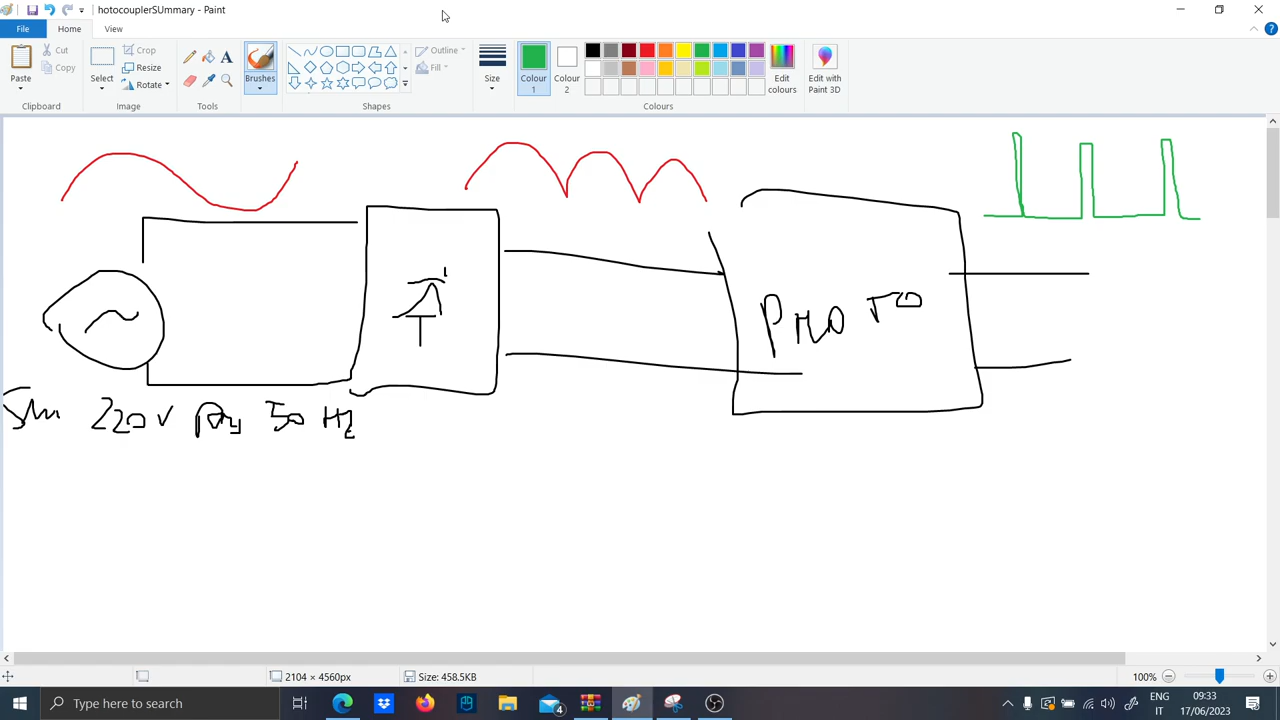 hotocouplerSUmmary - Paint
File Home View
Paste
Cut
Copy
Clipboard
Select
Crop
Resize
Rotate
Image
A
Tools
Brushes
Shapes
Outline
Fill
Size
Colour 1
Colour 2
Colours
Edit colours
Edit with Paint 3D
PHOTO
220V 50 Hz
2104 × 4560px
Size: 458.5KB
100%
Type here to search
4
ENG
IT
09:33
17/06/2023